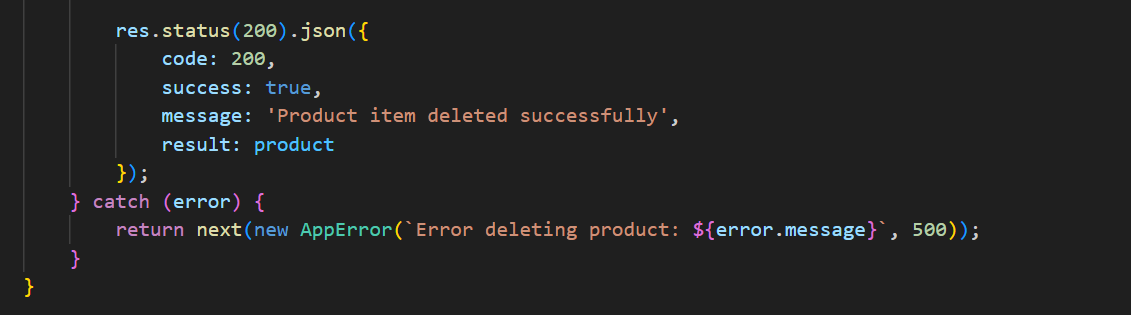 res.status(200).json({
code: 200,
success: true,
message: 'Product item deleted successfully',
result: product
});
} catch (error) {
return next(new AppError(`Error deleting product: ${error.message}`, 500));
}
}